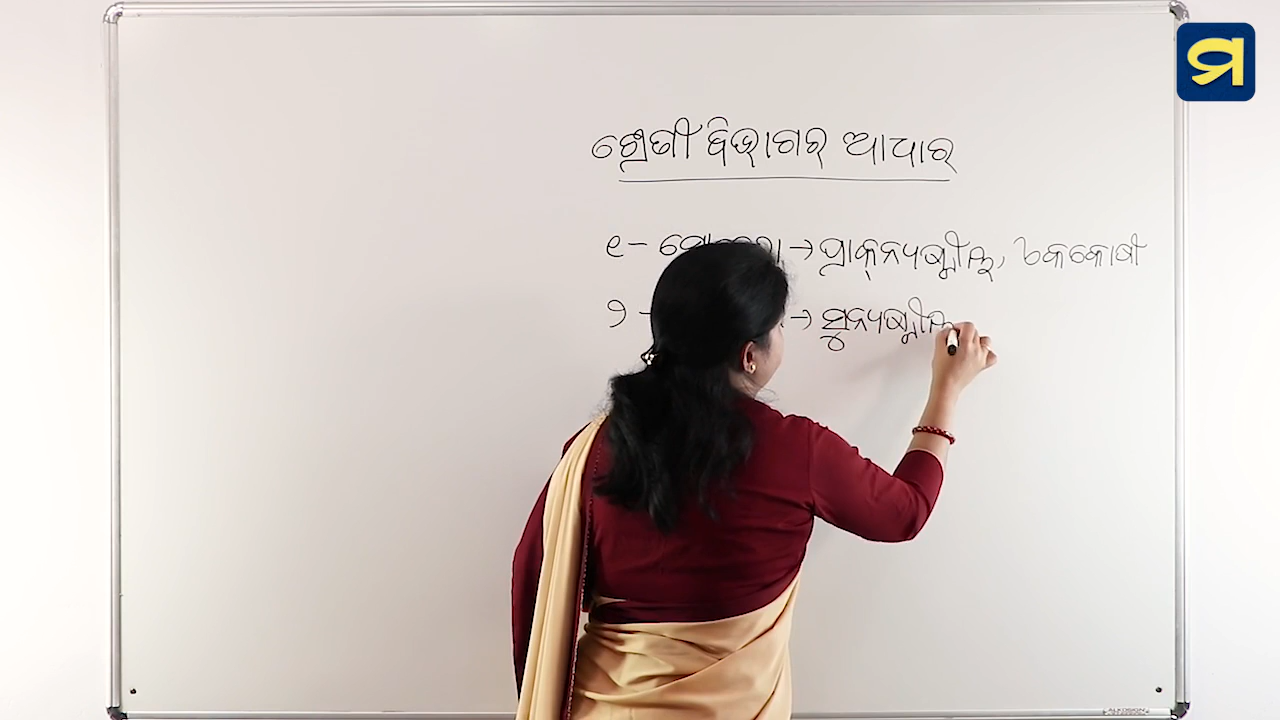 ମ
ଶ୍ରେଣୀ ବିଭାଗର ଆଧାର
୧ - → ପ୍ରାକ୍‌ନ୍ୟଷ୍ଟୀୟ, ଏକକୋଷୀ
୨ - → ସୁନ୍ୟଷ୍ଟୀୟ